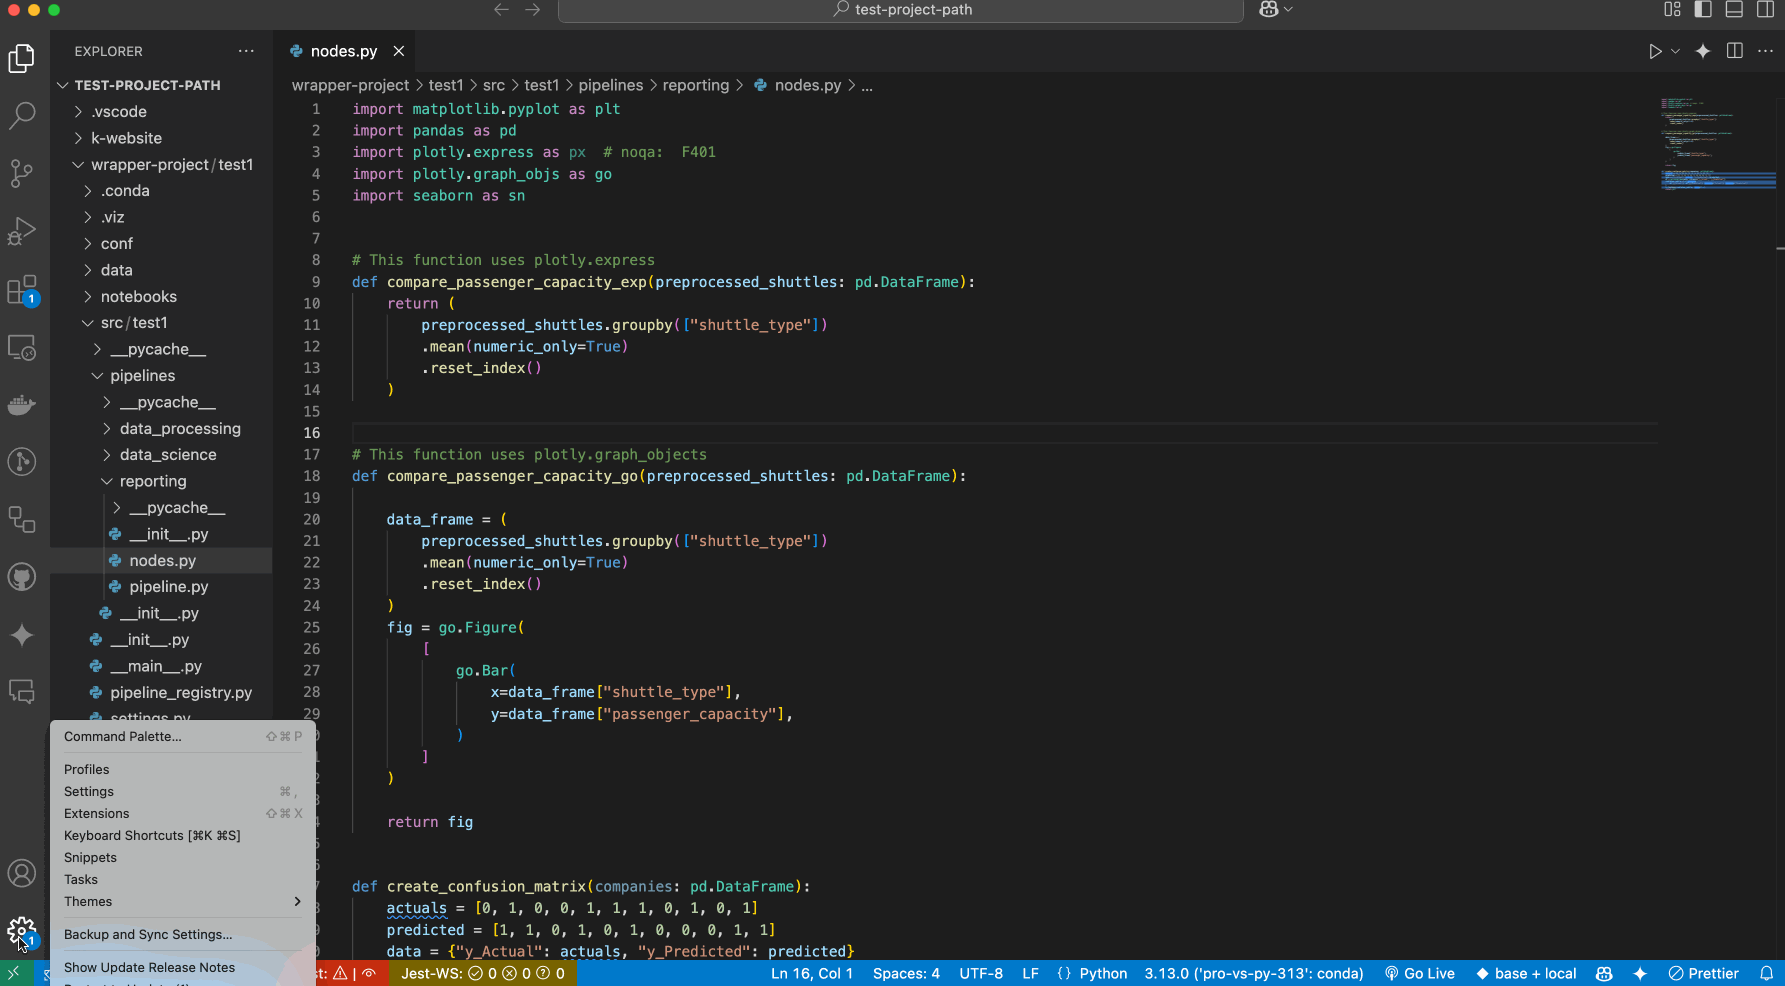 test-project-path
EXPLORER
nodes.py
TEST-PROJECT-PATH
.vscode
k-website
wrapper-project/test1
.conda
.viz
conf
data
notebooks
src/test1
__pycache__
pipelines
__pycache__
data_processing
data_science
reporting
__pycache__
__init__.py
nodes.py
pipeline.py
__init__.py
__init__.py
__main__.py
pipeline_registry.py
settings.py
1
wrapper-project > test1 > src > test1 > pipelines > reporting > nodes.py > ...
1 import matplotlib.pyplot as plt
2 import pandas as pd
3 import plotly.express as px # noqa: F401
4 import plotly.graph_objs as go
5 import seaborn as sn
6
7
8 # This function uses plotly.express
9 def compare_passenger_capacity_exp(preprocessed_shuttles: pd.DataFrame):
10 return (
11 preprocessed_shuttles.groupby(["shuttle_type"])
12 .mean(numeric_only=True)
13 .reset_index()
14 )
15
16
17 # This function uses plotly.graph_objects
18 def compare_passenger_capacity_go(preprocessed_shuttles: pd.DataFrame):
19
20 data_frame = (
21 preprocessed_shuttles.groupby(["shuttle_type"])
22 .mean(numeric_only=True)
23 .reset_index()
24 )
25 fig = go.Figure(
26 [
27 go.Bar(
28 x=data_frame["shuttle_type"],
29 y=data_frame["passenger_capacity"],
)
]
)
return fig
def create_confusion_matrix(companies: pd.DataFrame):
actuals = [0, 1, 0, 0, 1, 1, 1, 0, 1, 0, 1]
predicted = [1, 1, 0, 1, 0, 1, 0, 0, 0, 1, 1]
data = {"y_Actual": actuals, "y_Predicted": predicted}
Command Palette... ⇧⌘P
Profiles
Settings ⌘,
Extensions ⇧⌘X
Keyboard Shortcuts [⌘K ⌘S]
Snippets
Tasks
Themes
Backup and Sync Settings...
Show Update Release Notes
1
Jest-WS: 0 0 0
Ln 16, Col 1 Spaces: 4 UTF-8 LF {} Python 3.13.0 ('pro-vs-py-313': conda) Go Live base + local Prettier